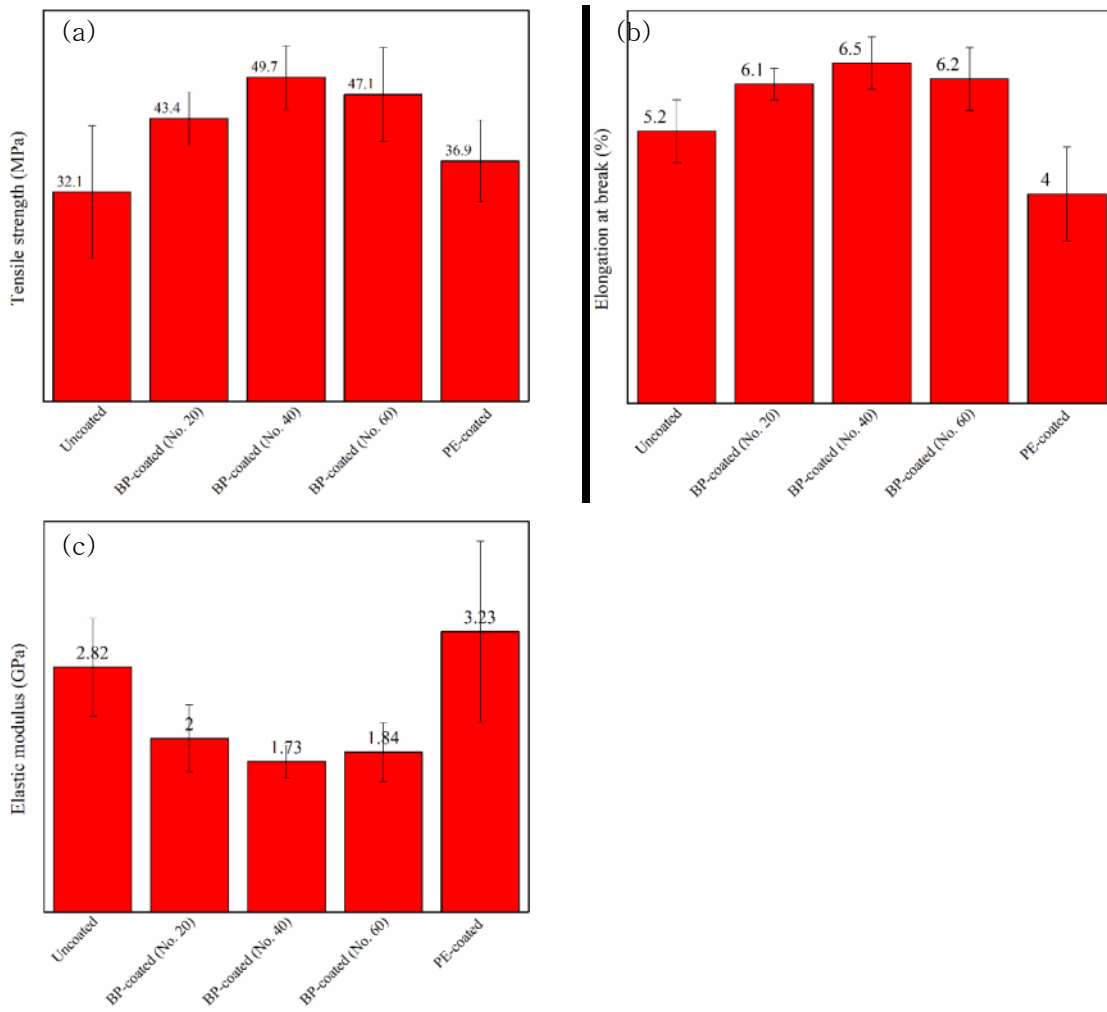 (a)
Tensile strength (MPa)
32.1
43.4
49.7
47.1
36.9
Uncoated
BP-coated (No. 20)
BP-coated (No. 40)
BP-coated (No. 60)
PE-coated
(b)
Elongation at break (%)
5.2
6.1
6.5
6.2
4
Uncoated
BP-coated (No. 20)
BP-coated (No. 40)
BP-coated (No. 60)
PE-coated
(c)
Elastic modulus (GPa)
2.82
2
1.73
1.84
3.23
Uncoated
BP-coated (No. 20)
BP-coated (No. 40)
BP-coated (No. 60)
PE-coated